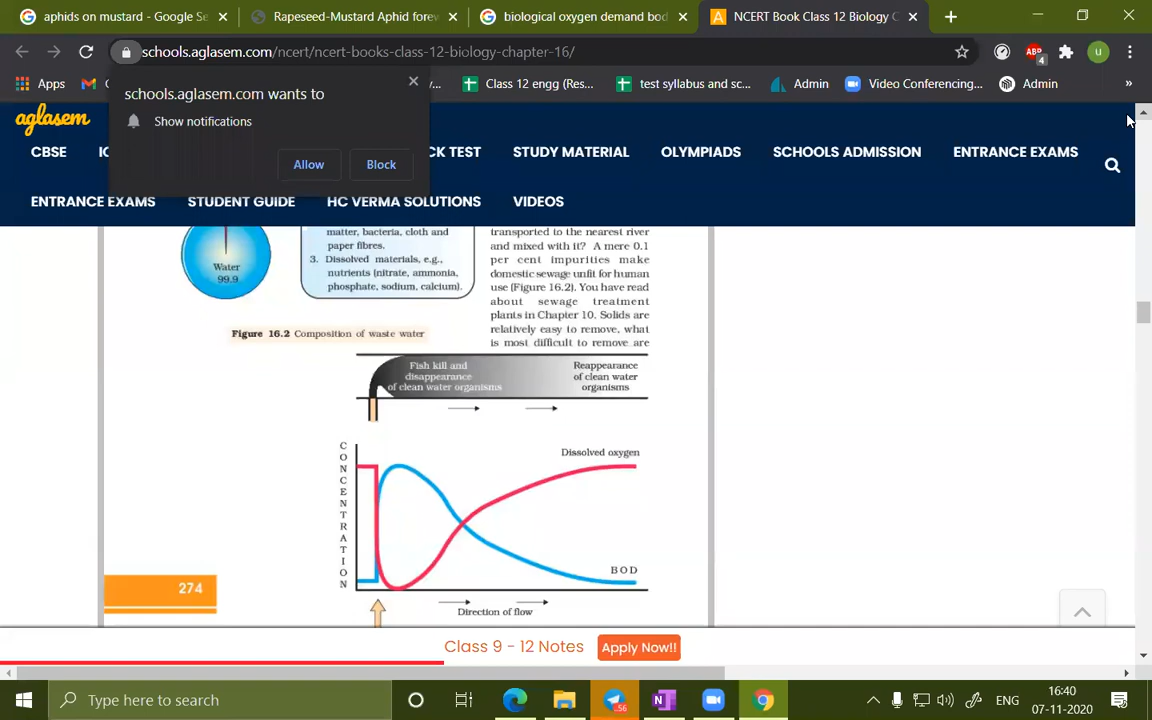 aphids on mustard - Google Se
Rapeseed-Mustard Aphid forew
biological oxygen demand bod
NCERT Book Class 12 Biology C
schools.aglasem.com/ncert/ncert-books-class-12-biology-chapter-16/
ABP
4
u
Apps
Class 12 engg (Res...
test syllabus and sc...
Admin
Video Conferencing...
Admin
»
schools.aglasem.com wants to
Show notifications
Allow
Block
aglasem
CBSE
CK TEST
STUDY MATERIAL
OLYMPIADS
SCHOOLS ADMISSION
ENTRANCE EXAMS
ENTRANCE EXAMS
STUDENT GUIDE
HC VERMA SOLUTIONS
VIDEOS
Water
99.9
matter, bacteria, cloth and
paper fibres.
3. Dissolved materials, e.g.,
nutrients (nitrate, ammonia,
phosphate, sodium, calcium).
Figure 16.2 Composition of waste water
transported to the nearest river
and mixed with it? A mere 0.1
per cent impurities make
domestic sewage unfit for human
use (Figure 16.2). You have read
about sewage treatment
plants in Chapter 10. Solids are
relatively easy to remove, what
is most difficult to remove are
Fish kill and
disappearance
of clean water organisms
Reappearance
of clean water
organisms
CONCENTRATION
Dissolved oxygen
BOD
Direction of flow
274
Class 9 - 12 Notes
Apply Now!!
Type here to search
56
ENG
16:40
07-11-2020